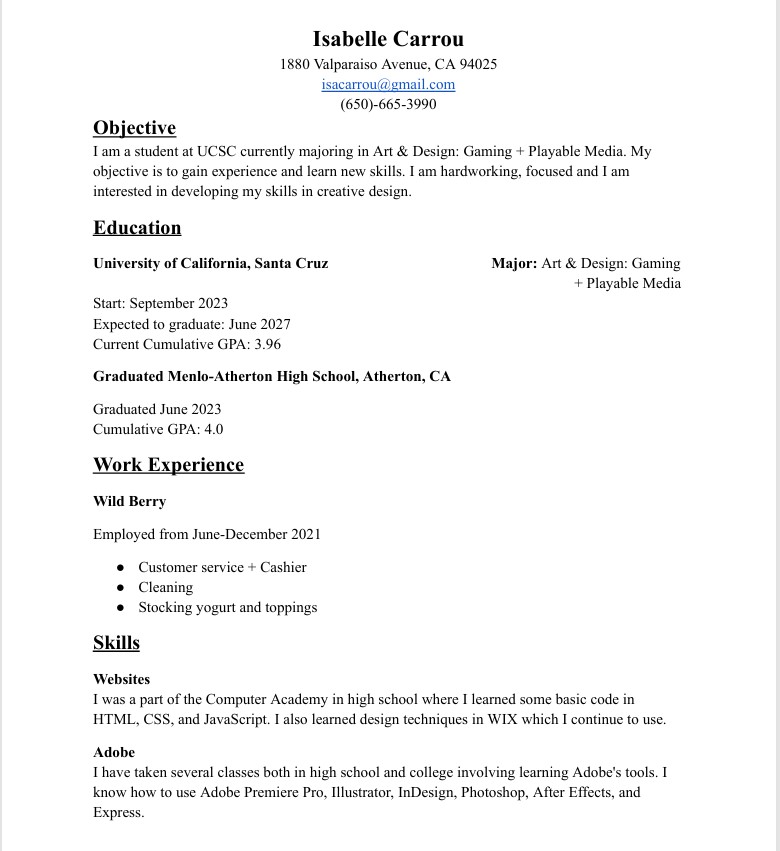 Isabelle Carrou
1880 Valparaiso Avenue, CA 94025
isacarrou@gmail.com
(650)-665-3990
Objective
I am a student at UCSC currently majoring in Art & Design: Gaming + Playable Media. My
objective is to gain experience and learn new skills. I am hardworking, focused and I am
interested in developing my skills in creative design.
Education
University of California, Santa Cruz Major: Art & Design: Gaming
+ Playable Media
Start: September 2023
Expected to graduate: June 2027
Current Cumulative GPA: 3.96
Graduated Menlo-Atherton High School, Atherton, CA
Graduated June 2023
Cumulative GPA: 4.0
Work Experience
Wild Berry
Employed from June-December 2021
● Customer service + Cashier
● Cleaning
● Stocking yogurt and toppings
Skills
Websites
I was a part of the Computer Academy in high school where I learned some basic code in
HTML, CSS, and JavaScript. I also learned design techniques in WIX which I continue to use.
Adobe
I have taken several classes both in high school and college involving learning Adobe's tools. I
know how to use Adobe Premiere Pro, Illustrator, InDesign, Photoshop, After Effects, and
Express.